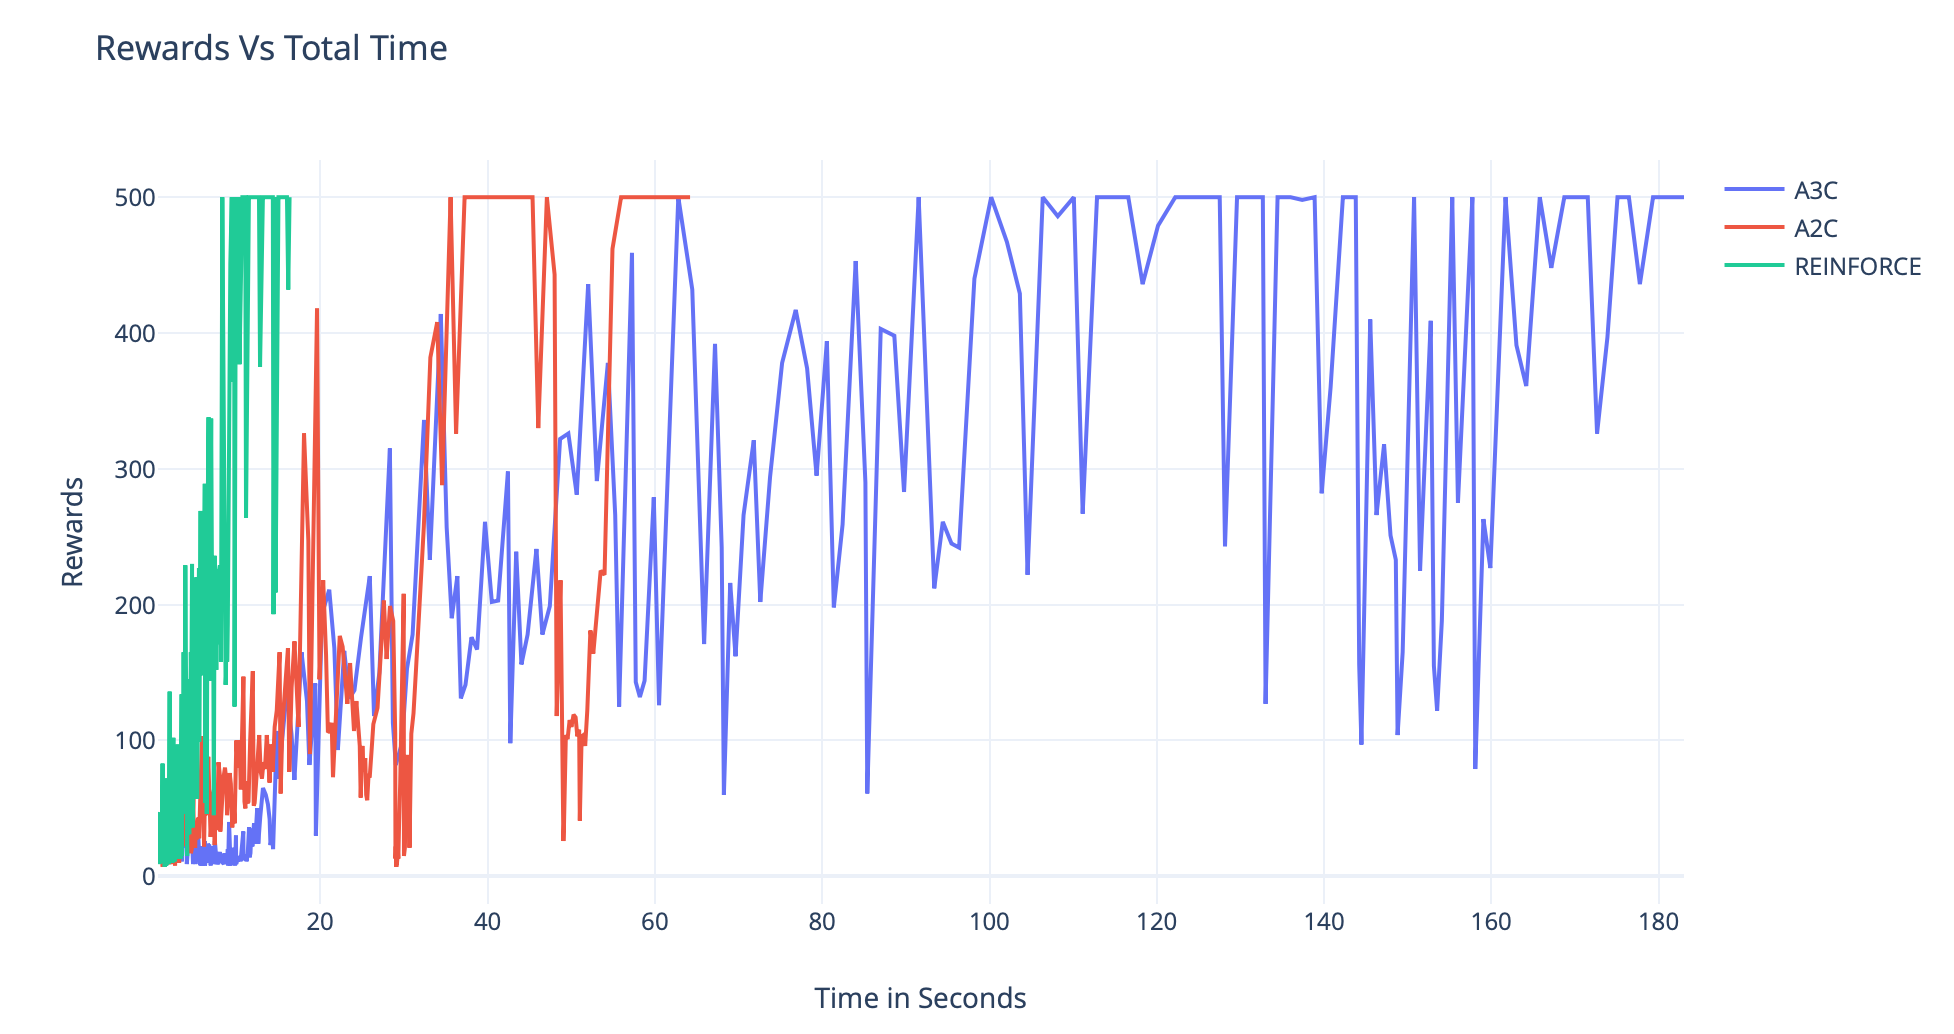 Rewards Vs Total Time
500
400
300
200
100
0
Rewards
20 40 60 80 100 120 140 160 180
Time in Seconds
A3C
A2C
REINFORCE